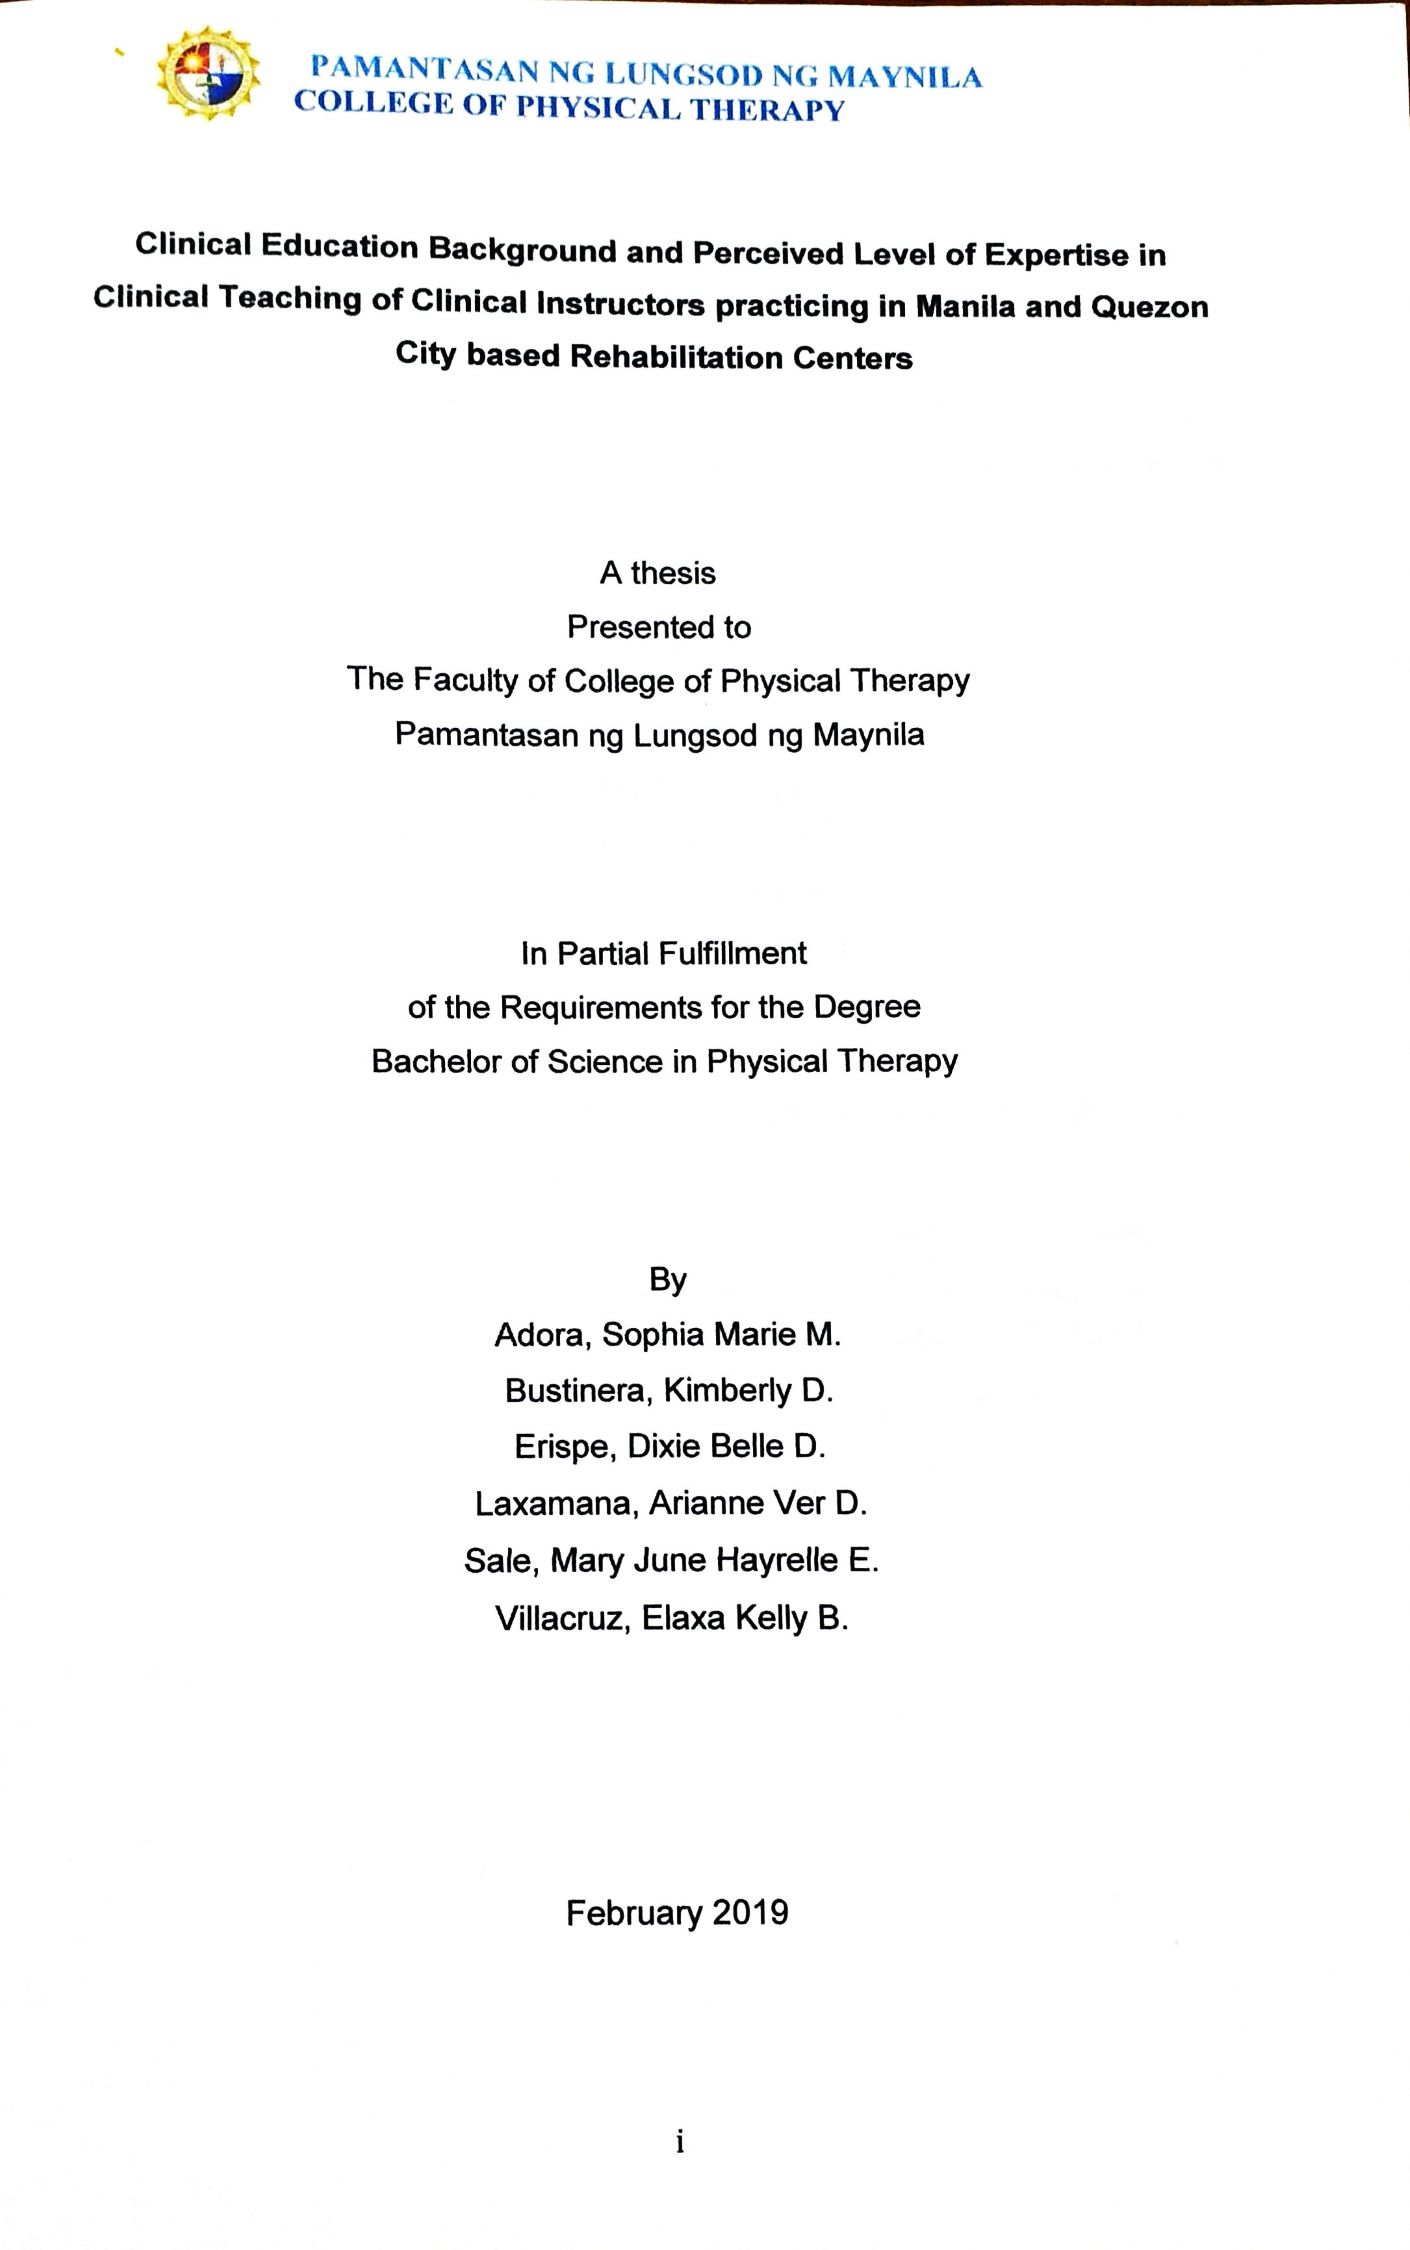 PAMANTASAN NG LUNGSOD NG MAYNILA
COLLEGE OF PHYSICAL THERAPY
Clinical Education Background and Perceived Level of Expertise in
Clinical Teaching of Clinical Instructors practicing in Manila and Quezon
City based Rehabilitation Centers
A thesis
Presented to
The Faculty of College of Physical Therapy
Pamantasan ng Lungsod ng Maynila
In Partial Fulfillment
of the Requirements for the Degree
Bachelor of Science in Physical Therapy
By
Adora, Sophia Marie M.
Bustinera, Kimberly D.
Erispe, Dixie Belle D.
Laxamana, Arianne Ver D.
Sale, Mary June Hayrelle E.
Villacruz, Elaxa Kelly B.
February 2019
i